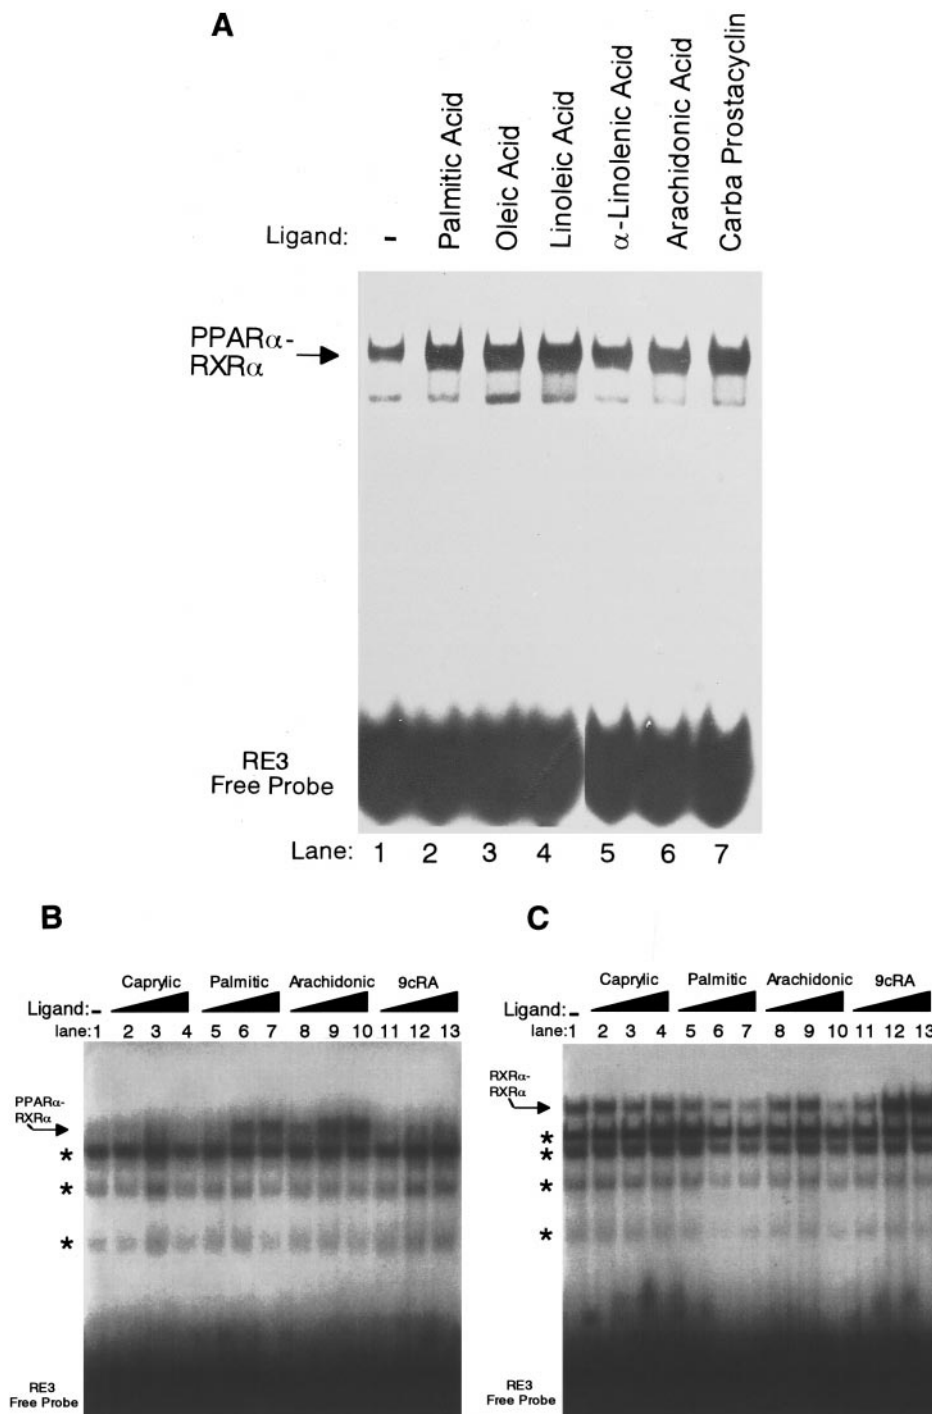 A
Ligand:
-
Palmitic Acid
Oleic Acid
Linoleic Acid
α-Linolenic Acid
Arachidonic Acid
Carba Prostacyclin
PPARα-
RXRα
RE3
Free Probe
Lane: 1 2 3 4 5 6 7
B
Caprylic Palmitic Arachidonic 9cRA
Ligand: -
lane: 1 2 3 4 5 6 7 8 9 10 11 12 13
PPARα-
RXRα
*
*
*
RE3
Free Probe
C
Caprylic Palmitic Arachidonic 9cRA
Ligand: -
lane: 1 2 3 4 5 6 7 8 9 10 11 12 13
RXRα-
RXRα
*
*
*
*
RE3
Free Probe